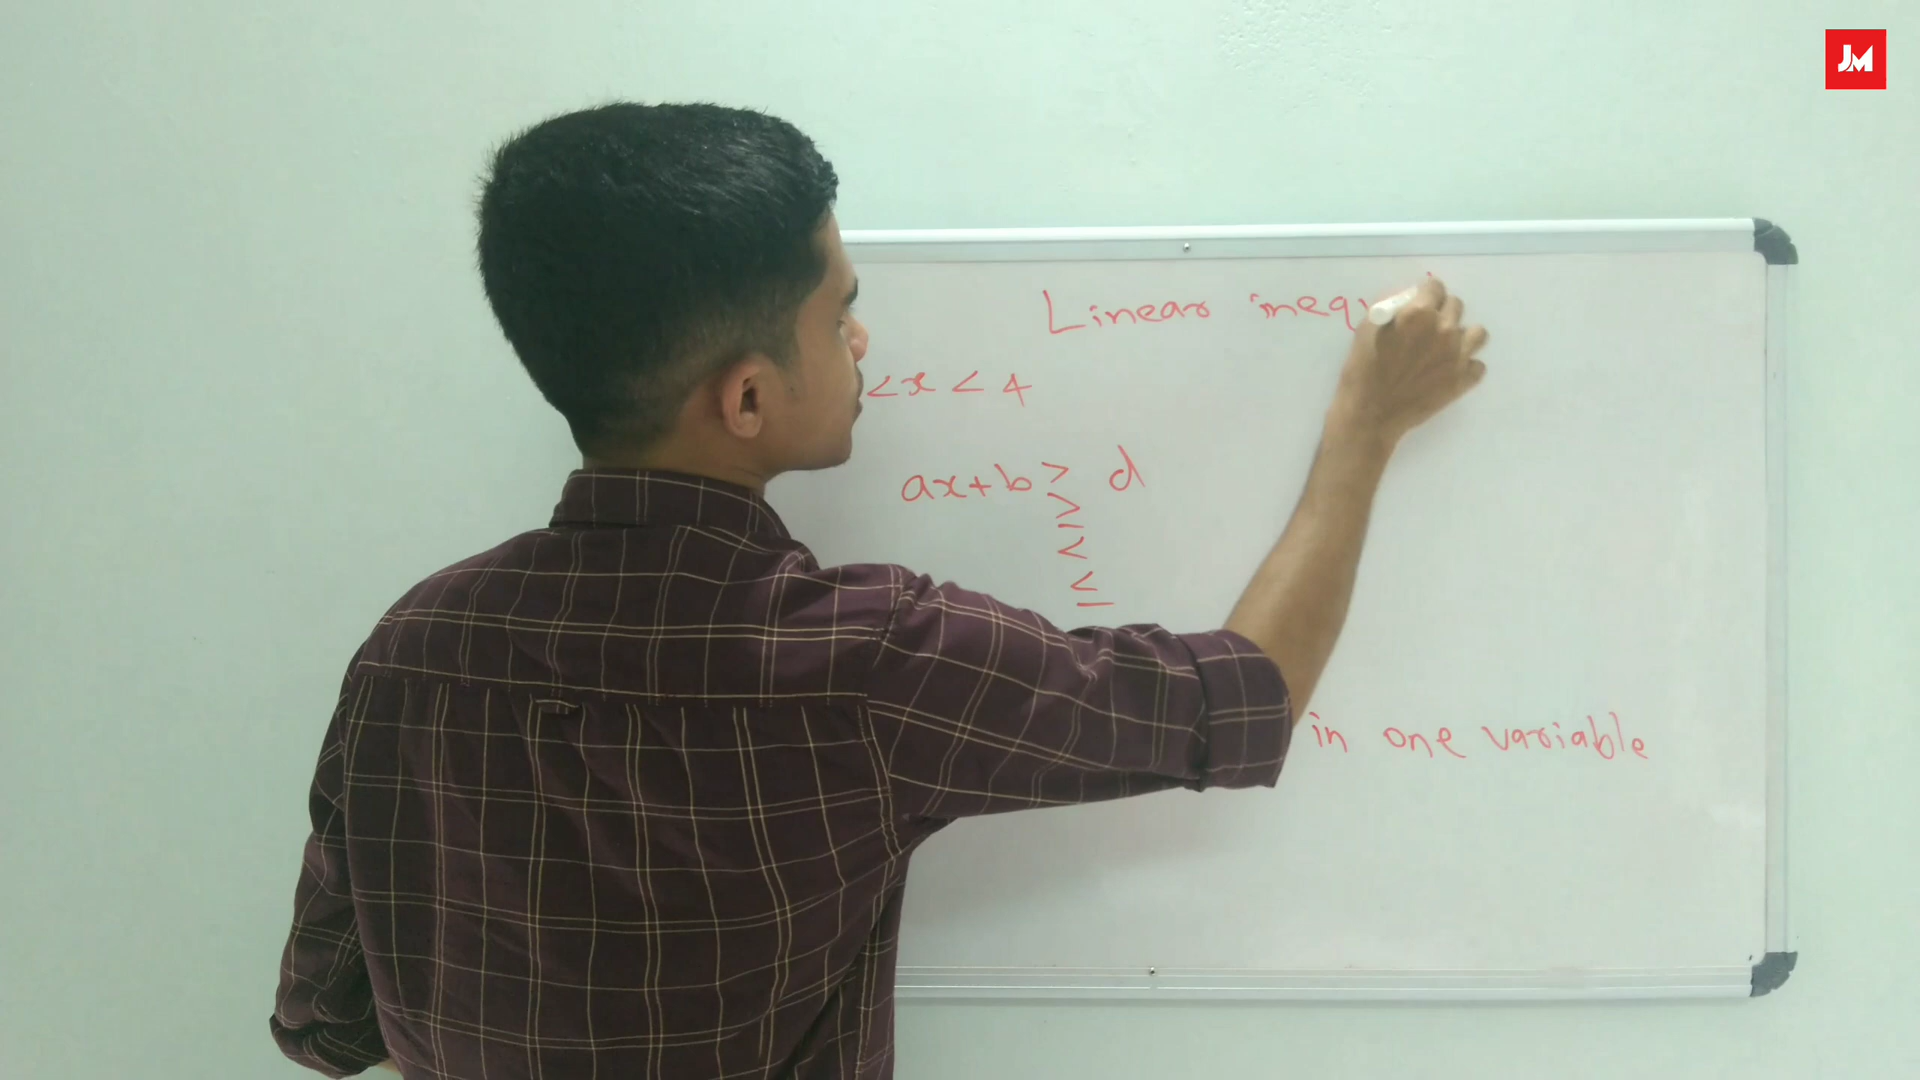 JM
Linear inequ
<x<4
ax+b> d
≥
<
≤
in one variable